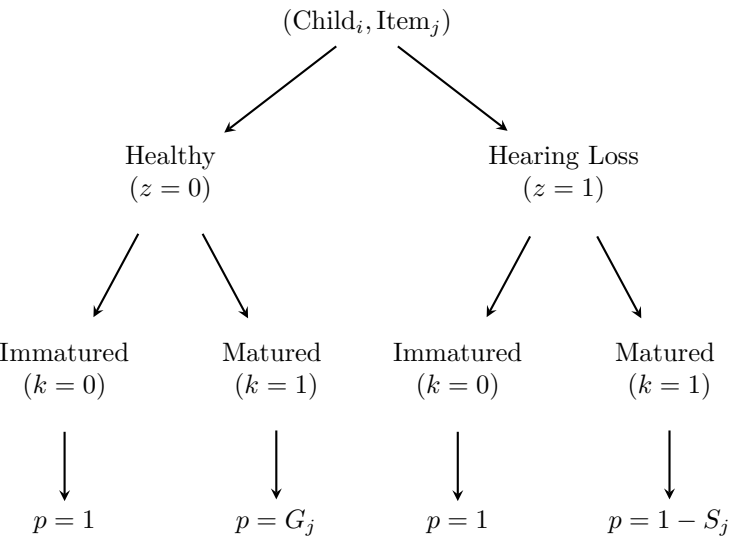 (Child_i, Item_j)
Healthy
(z = 0)
Hearing Loss
(z = 1)
Immatured
(k = 0)
Matured
(k = 1)
Immatured
(k = 0)
Matured
(k = 1)
p = 1
p = G_j
p = 1
p = 1 − S_j